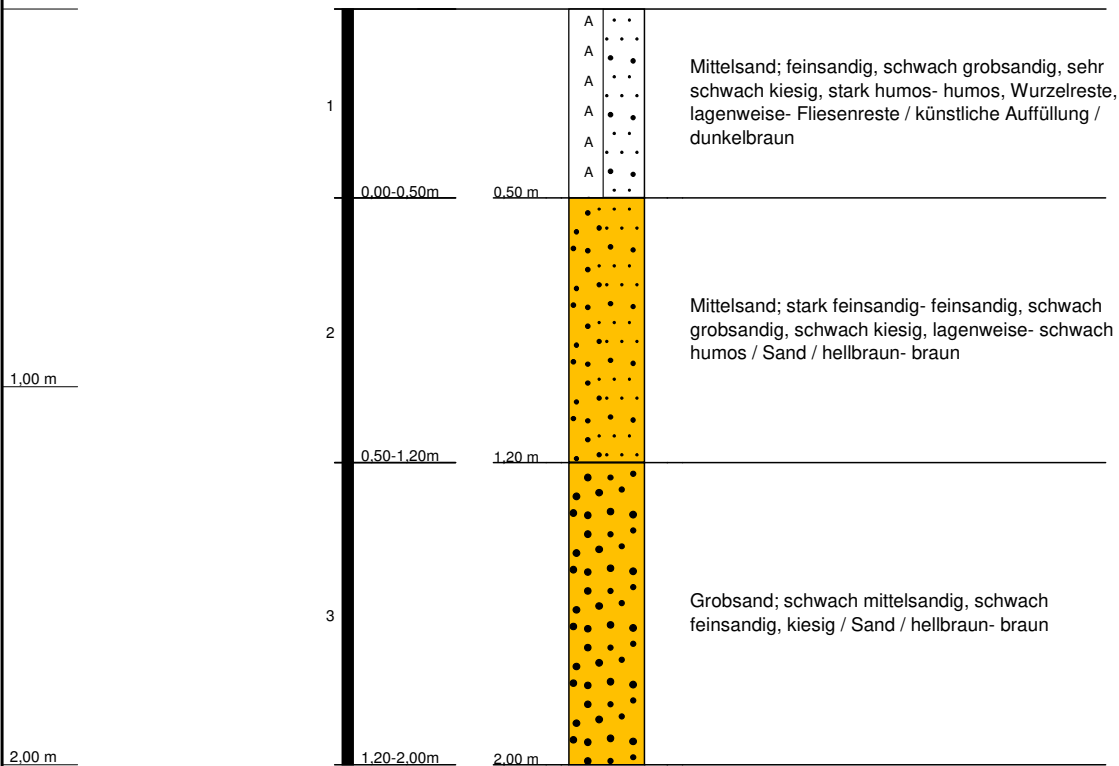 A
A
A
A
A
A
1
Mittelsand; feinsandig, schwach grobsandig, sehr
schwach kiesig, stark humos- humos, Wurzelreste,
lagenweise- Fliesenreste / künstliche Auffüllung /
dunkelbraun
0,00-0,50m
0,50 m
2
Mittelsand; stark feinsandig- feinsandig, schwach
grobsandig, schwach kiesig, lagenweise- schwach
humos / Sand / hellbraun- braun
1,00 m
0,50-1,20m
1,20 m
3
Grobsand; schwach mittelsandig, schwach
feinsandig, kiesig / Sand / hellbraun- braun
2,00 m
1,20-2,00m
2,00 m